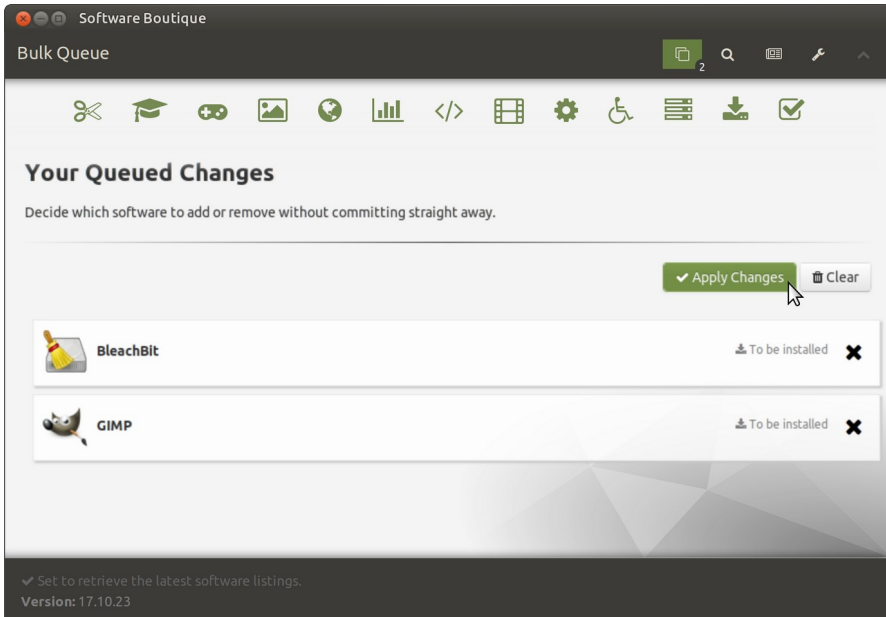 Software Boutique
Bulk Queue
2
Your Queued Changes
Decide which software to add or remove without committing straight away.
Apply Changes
Clear
BleachBit
To be installed
GIMP
To be installed
Set to retrieve the latest software listings.
Version: 17.10.23